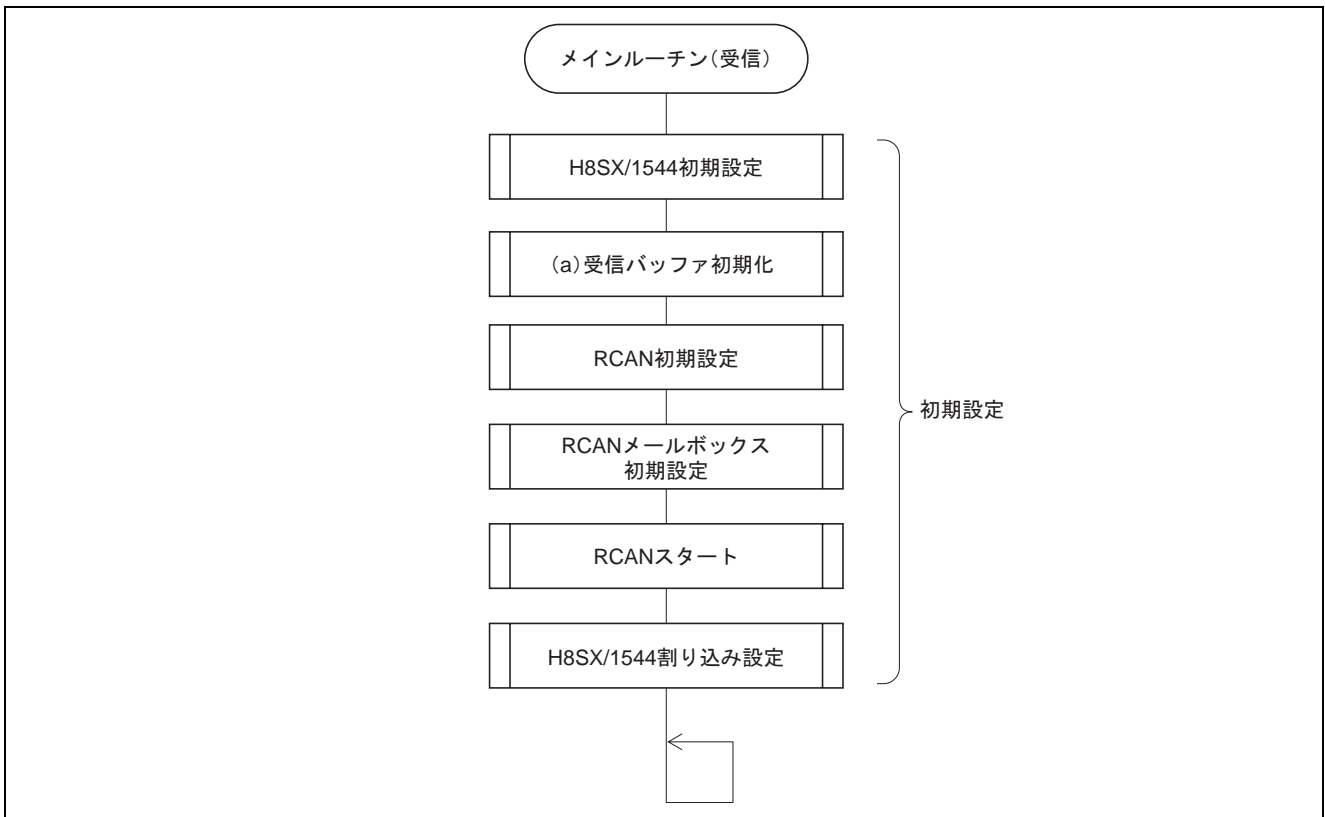 メインルーチン(受信)
H8SX/1544初期設定
(a)受信バッファ初期化
RCAN初期設定
RCANメールボックス
初期設定
RCANスタート
H8SX/1544割り込み設定
初期設定